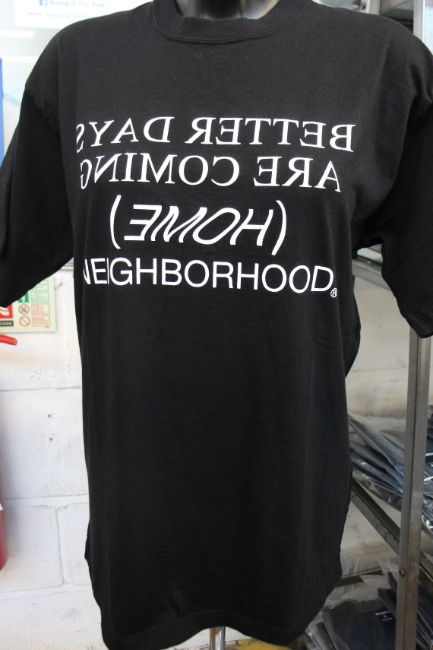 BETTER DAYS
ARE COMING
(HOME)
NEIGHBORHOOD®